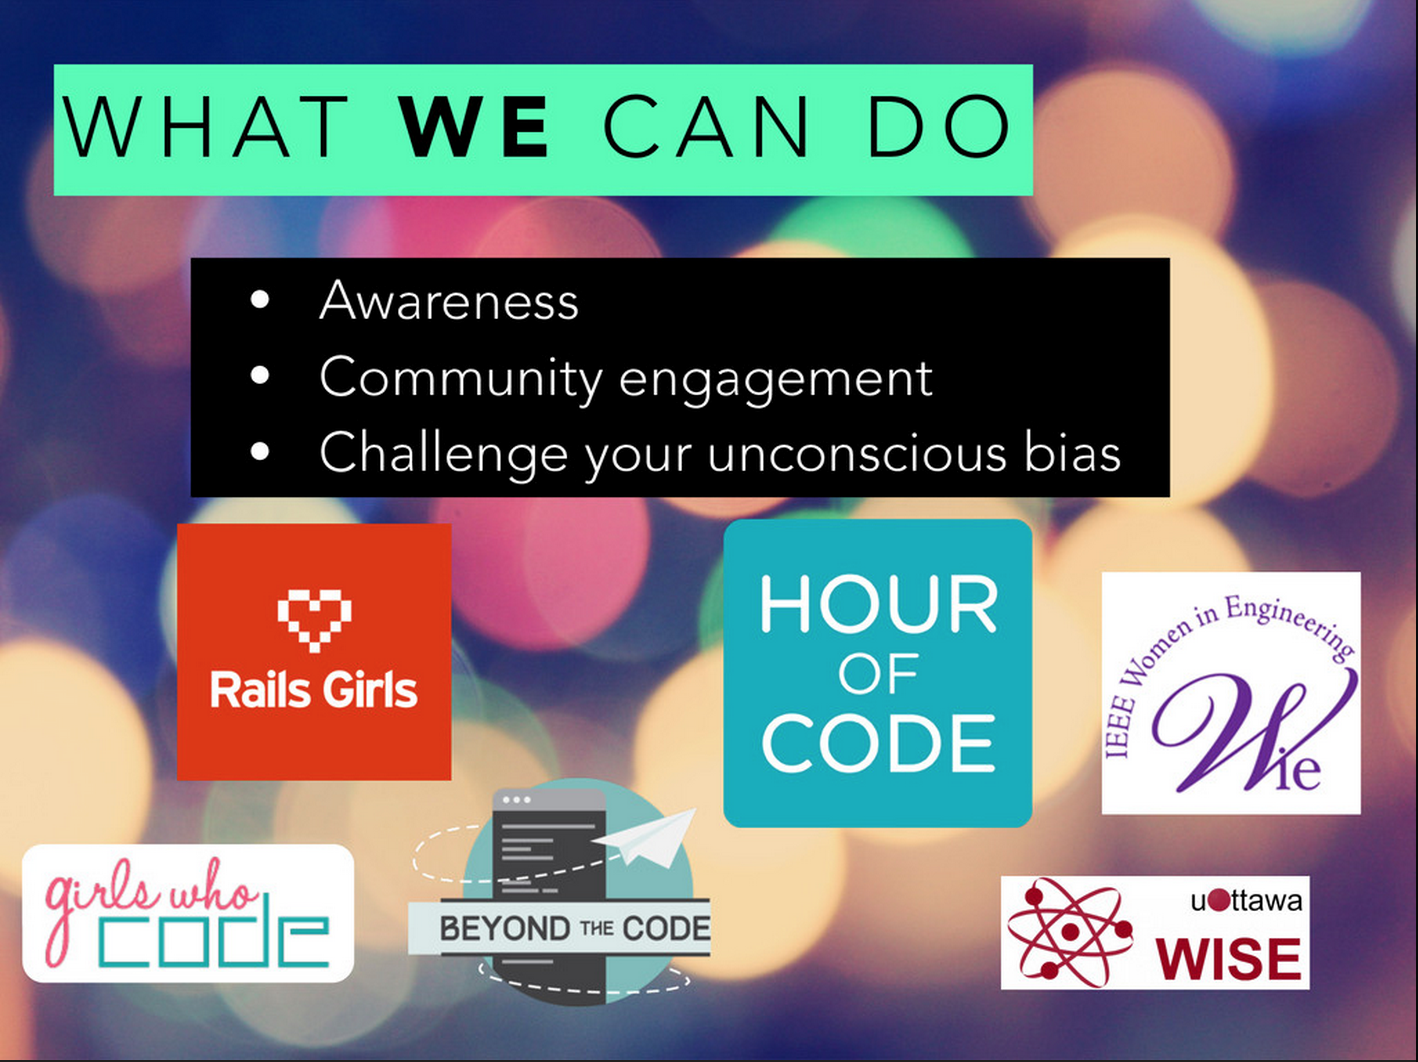 WHAT WE CAN DO
• Awareness
• Community engagement
• Challenge your unconscious bias
Rails Girls
HOUR
OF
CODE
IEEE Women in Engineering
Wie
girls who
code
BEYOND THE CODE
uOttawa
WISE